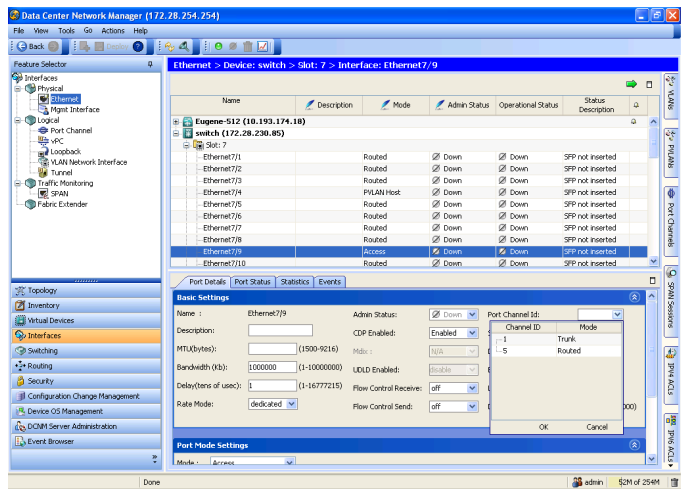 Data Center Network Manager (172.28.254.254)
File View Tools Go Actions Help
Back Deploy
Feature Selector
Ethernet > Device: switch > Slot: 7 > Interface: Ethernet7/9
Interfaces
Physical
Ethernet
Mgmt Interface
Logical
Port Channel
vPC
Loopback
VLAN Network Interface
Tunnel
Traffic Monitoring
SPAN
Fabric Extender
Topology
Inventory
Virtual Devices
Interfaces
Switching
Routing
Security
Configuration Change Management
Device OS Management
DCNM Server Administration
Event Browser
Name Description Mode Admin Status Operational Status Status Description
Eugene-512 (10.193.174.18)
switch (172.28.230.85)
Slot: 7
Ethernet7/1 Routed Down Down SFP not inserted
Ethernet7/2 Routed Down Down SFP not inserted
Ethernet7/3 Routed Down Down SFP not inserted
Ethernet7/4 PVLAN Host Down Down SFP not inserted
Ethernet7/5 Routed Down Down SFP not inserted
Ethernet7/6 Routed Down Down SFP not inserted
Ethernet7/7 Routed Down Down SFP not inserted
Ethernet7/8 Routed Down Down SFP not inserted
Ethernet7/9 Access Down Down SFP not inserted
Ethernet7/10 Routed Down Down SFP not inserted
Port Details Port Status Statistics Events
Basic Settings
Name : Ethernet7/9 Admin Status: Down Port Channel Id:
Description: CDP Enabled: Enabled S
MTU(bytes): (1500-9216) Mdix : N/A D
Bandwidth (Kb): 1000000 (1-10000000) UDLD Enabled: disable
Delay(tens of usec): 1 (1-16777215) Flow Control Receive: off L
Rate Mode: dedicated Flow Control Send: off D 000)
Channel ID Mode
1 Trunk
5 Routed
OK Cancel
Port Mode Settings
Mode : Access
VLANs
PVLANs
Port Channels
SPAN Sessions
IPV4 ACLs
IPV6 ACLs
Done admin 52M of 254M